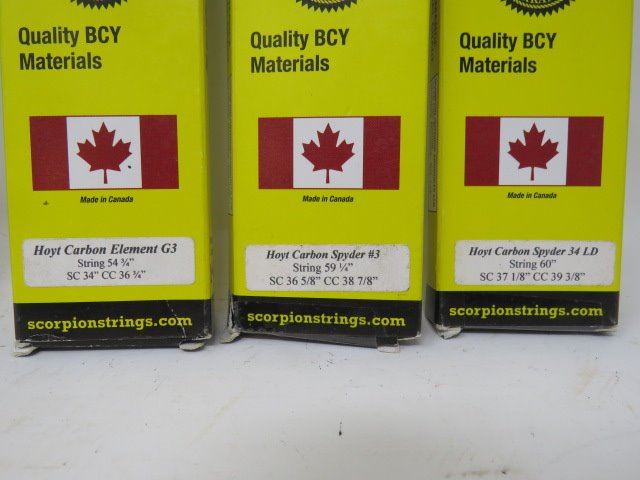 Quality BCY
Materials
Made in Canada
Hoyt Carbon Element G3
String 54 ¾"
SC 34" CC 36 ¾"
scorpionstrings.com
Quality BCY
Materials
Made in Canada
Hoyt Carbon Spyder #3
String 59 ¼"
SC 36 5/8" CC 38 7/8"
scorpionstrings.com
Quality BCY
Materials
Made in Canada
Hoyt Carbon Spyder 34 LD
String 60"
SC 37 1/8" CC 39 3/8"
scorpionstrings.com